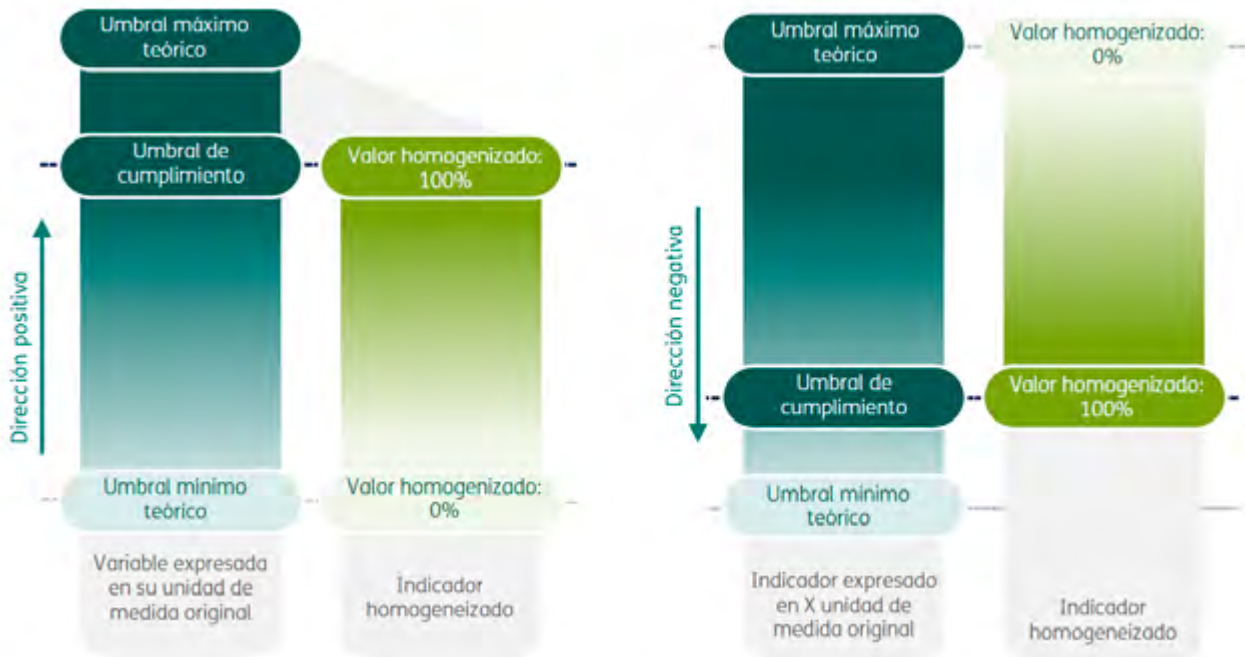 Umbral máximo
teórico
Umbral de
cumplimiento
Valor homogenizado:
100%
Dirección positiva
Umbral mínimo
teórico
Valor homogenizado:
0%
Variable expresada
en su unidad de
medida original
Indicador
homogeneizado
Umbral máximo
teórico
Valor homogenizado:
0%
Dirección negativa
Umbral de
cumplimiento
Valor homogenizado:
100%
Umbral mínimo
teórico
Indicador expresado
en X unidad de
medida original
Indicador
homogeneizado